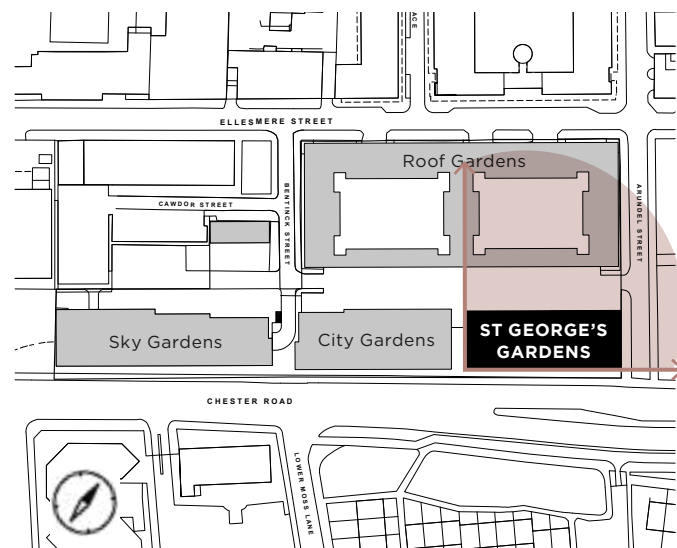 ACE
ELLESMERE STREET
Roof Gardens
CAWDOR STREET
BENTINCK STREET
ARUNDEL STREET
Sky Gardens
City Gardens
ST GEORGE'S
GARDENS
CHESTER ROAD
LOWER MOSS LANE